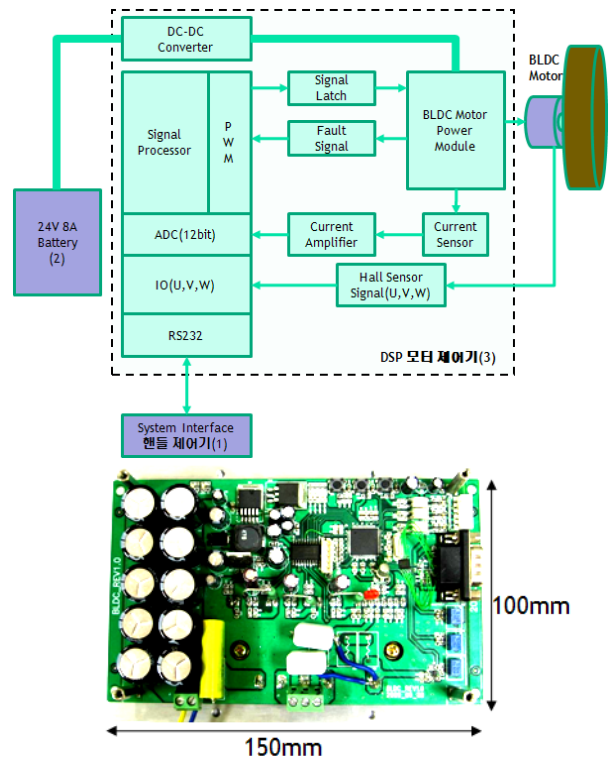 DC-DC
Converter
BLDC
Motor
Signal
Processor
P
W
M
Signal
Latch
Fault
Signal
BLDC Motor
Power
Module
24V 8A
Battery
(2)
ADC(12bit)
Current
Amplifier
Current
Sensor
IO(U,V,W)
Hall Sensor
Signal(U,V,W)
RS232
DSP 모터 제어기(3)
System Interface
핸들 제어기(1)
BLDC_REV1.0
100mm
150mm